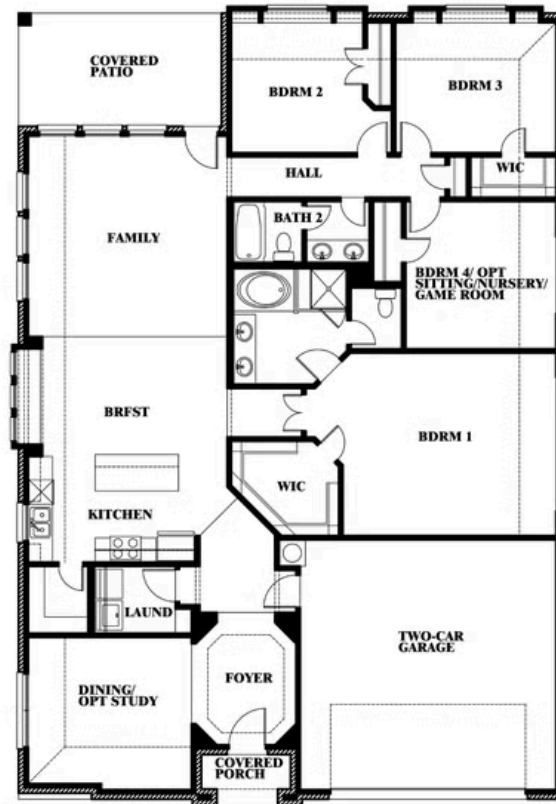 COVERED
PATIO
BDRM 2
BDRM 3
HALL
WIC
FAMILY
BATH 2
BDRM 4/ OPT
SITTING/NURSERY/
GAME ROOM
BRFST
BDRM 1
WIC
KITCHEN
LAUND
TWO-CAR
GARAGE
DINING/
OPT STUDY
FOYER
COVERED
PORCH